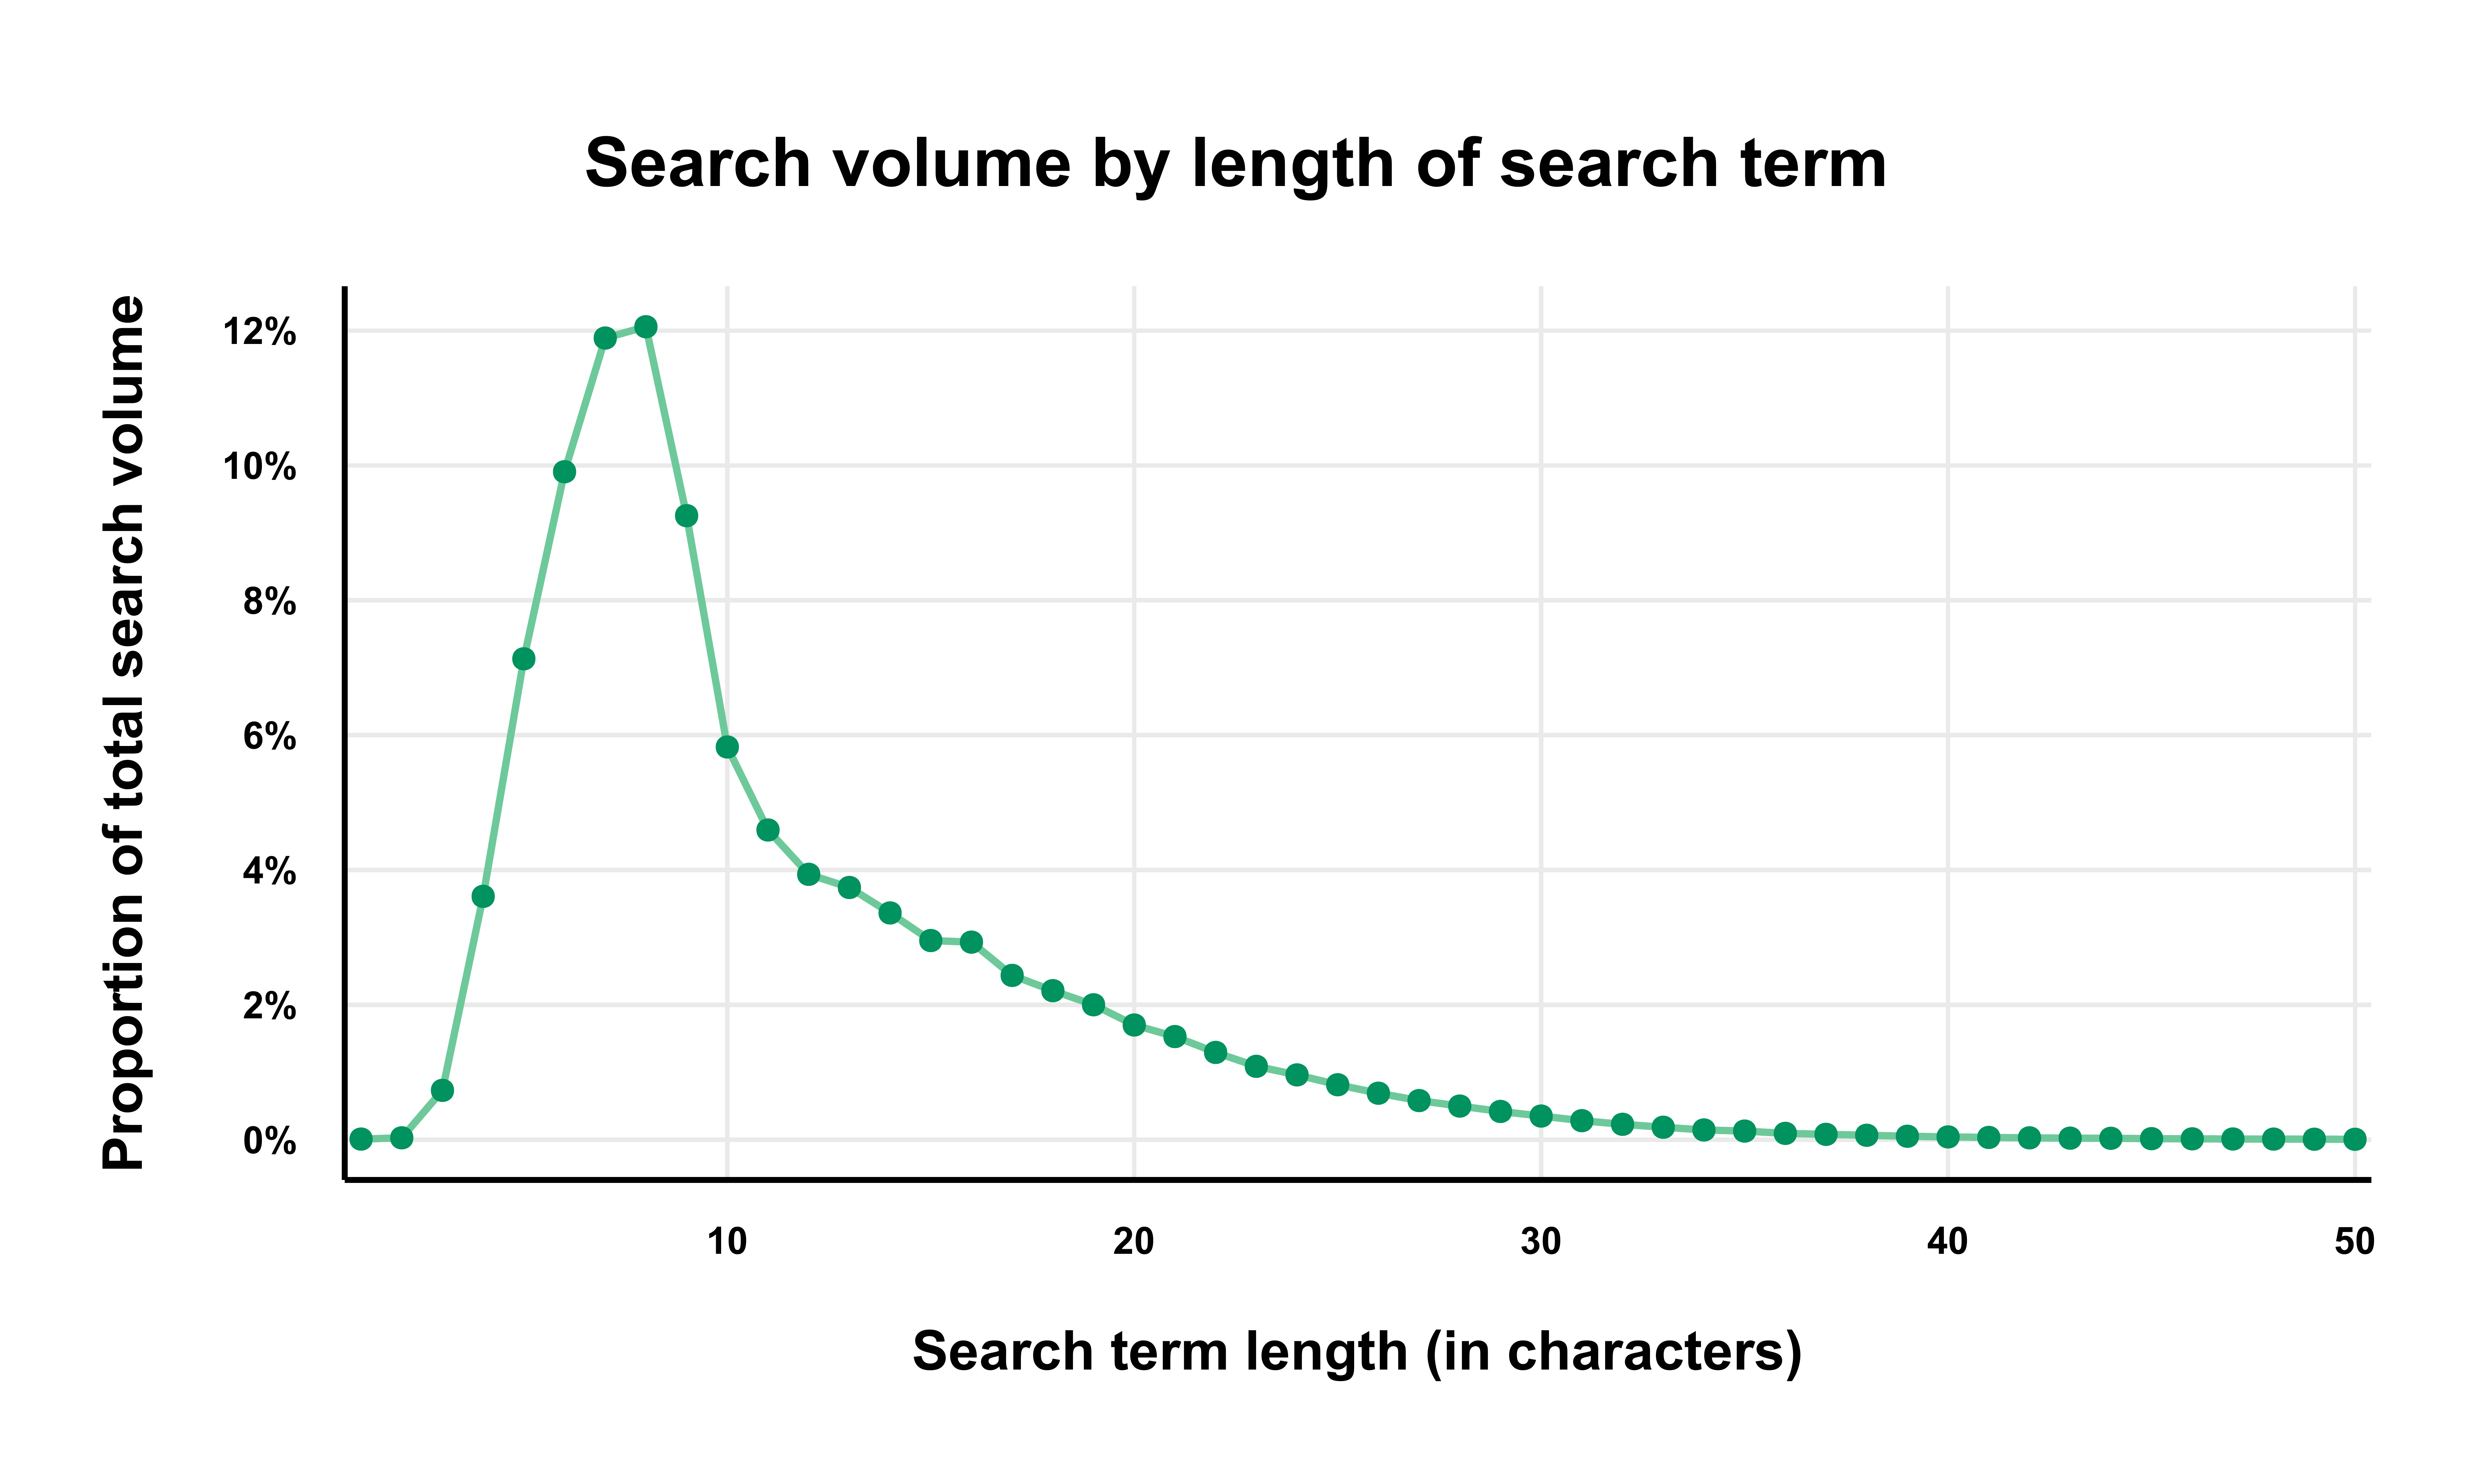 Search volume by length of search term
Proportion of total search volume
12%
10%
8%
6%
4%
2%
0%
10 20 30 40 50
Search term length (in characters)